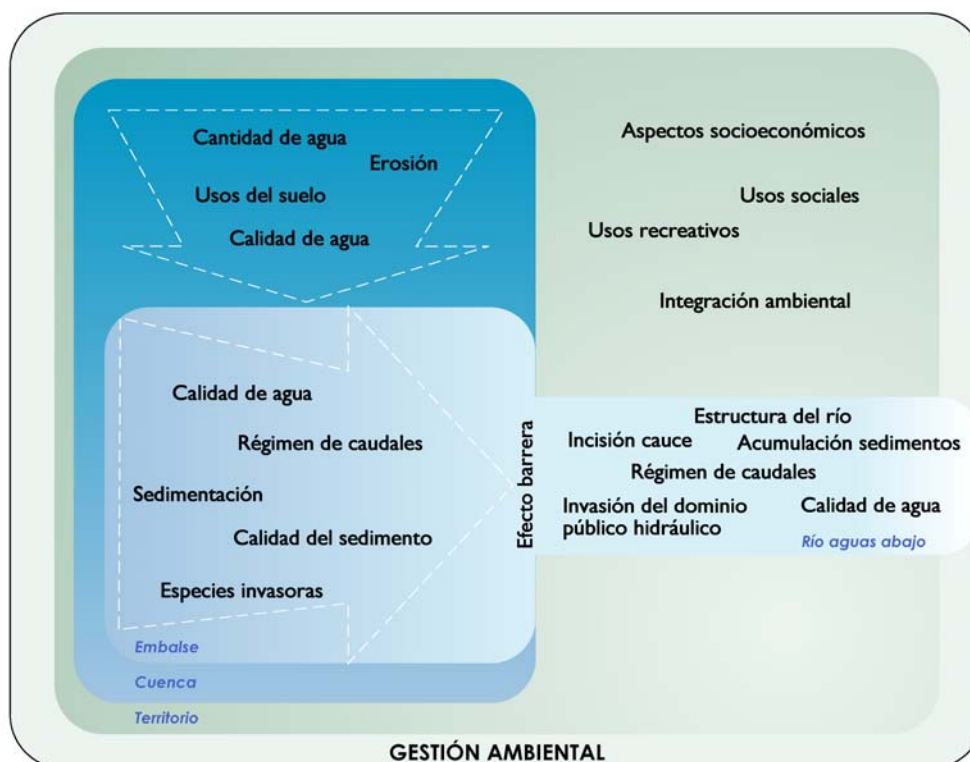 Cantidad de agua
Erosión
Usos del suelo
Calidad de agua
Aspectos socioeconómicos
Usos sociales
Usos recreativos
Integración ambiental
Calidad de agua
Régimen de caudales
Sedimentación
Calidad del sedimento
Especies invasoras
Efecto barrera
Estructura del río
Incisión cauce
Acumulación sedimentos
Régimen de caudales
Invasión del dominio
público hidráulico
Calidad de agua
Río aguas abajo
Embalse
Cuenca
Territorio
GESTIÓN AMBIENTAL